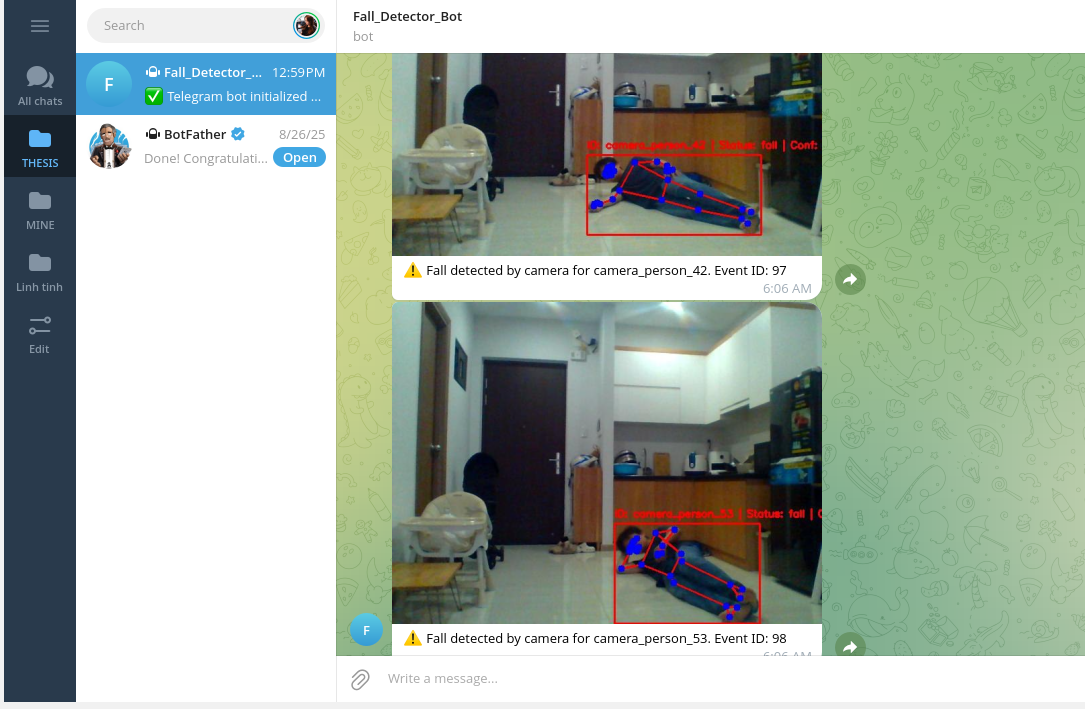 Search
All chats
THESIS
MINE
Linh tinh
Edit
F
Fall_Detector_...
12:59 PM
✅ Telegram bot initialized ...
BotFather
8/26/25
Done! Congratulati...
Open
Fall_Detector_Bot
bot
ID: camera_person_42 | Status: fall | Conf:
⚠️ Fall detected by camera for camera_person_42. Event ID: 97
6:06 AM
ID: camera_person_53 | Status: fall |
F
⚠️ Fall detected by camera for camera_person_53. Event ID: 98
6:06 AM
Write a message...